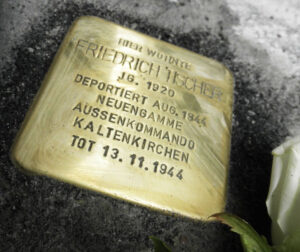 HIER WOHNTE
FRIEDRICH TISCHER
JG. 1920
DEPORTIERT AUG. 1944
NEUENGAMME
AUSSENKOMMANDO
KALTENKIRCHEN
TOT 13.11.1944